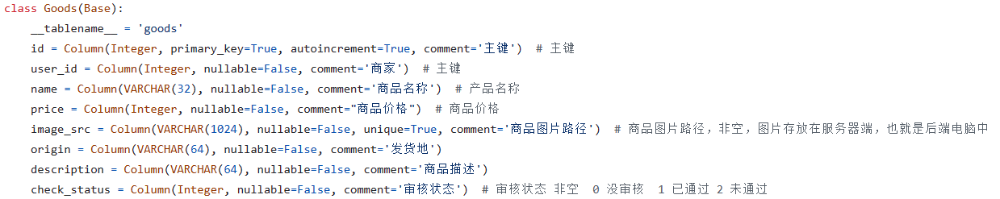 class Goods(Base):
    __tablename__ = 'goods'
    id = Column(Integer, primary_key=True, autoincrement=True, comment='主键')  # 主键
    user_id = Column(Integer, nullable=False, comment='商家')  # 主键
    name = Column(VARCHAR(32), nullable=False, comment='商品名称')  # 产品名称
    price = Column(Integer, nullable=False, comment="商品价格")  # 商品价格
    image_src = Column(VARCHAR(1024), nullable=False, unique=True, comment='商品图片路径')  # 商品图片路径，非空，图片存放在服务器端，也就是后端电脑中
    origin = Column(VARCHAR(64), nullable=False, comment='发货地')
    description = Column(VARCHAR(64), nullable=False, comment='商品描述')
    check_status = Column(Integer, nullable=False, comment='审核状态')  # 审核状态 非空  0 没审核  1 已通过 2 未通过